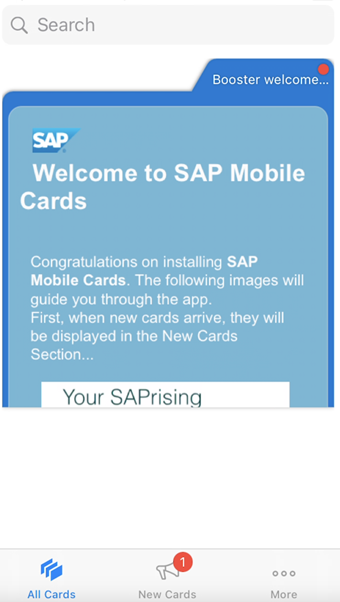 Search
Booster welcome...
SAP
Welcome to SAP Mobile
Cards
Congratulations on installing SAP
Mobile Cards. The following images will
guide you through the app.
First, when new cards arrive, they will
be displayed in the New Cards
Section...
Your SAPrising
1
All Cards
New Cards
More